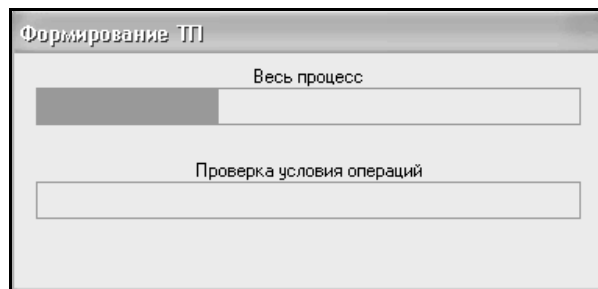 Формирование ТП
Весь процесс
Проверка условия операций